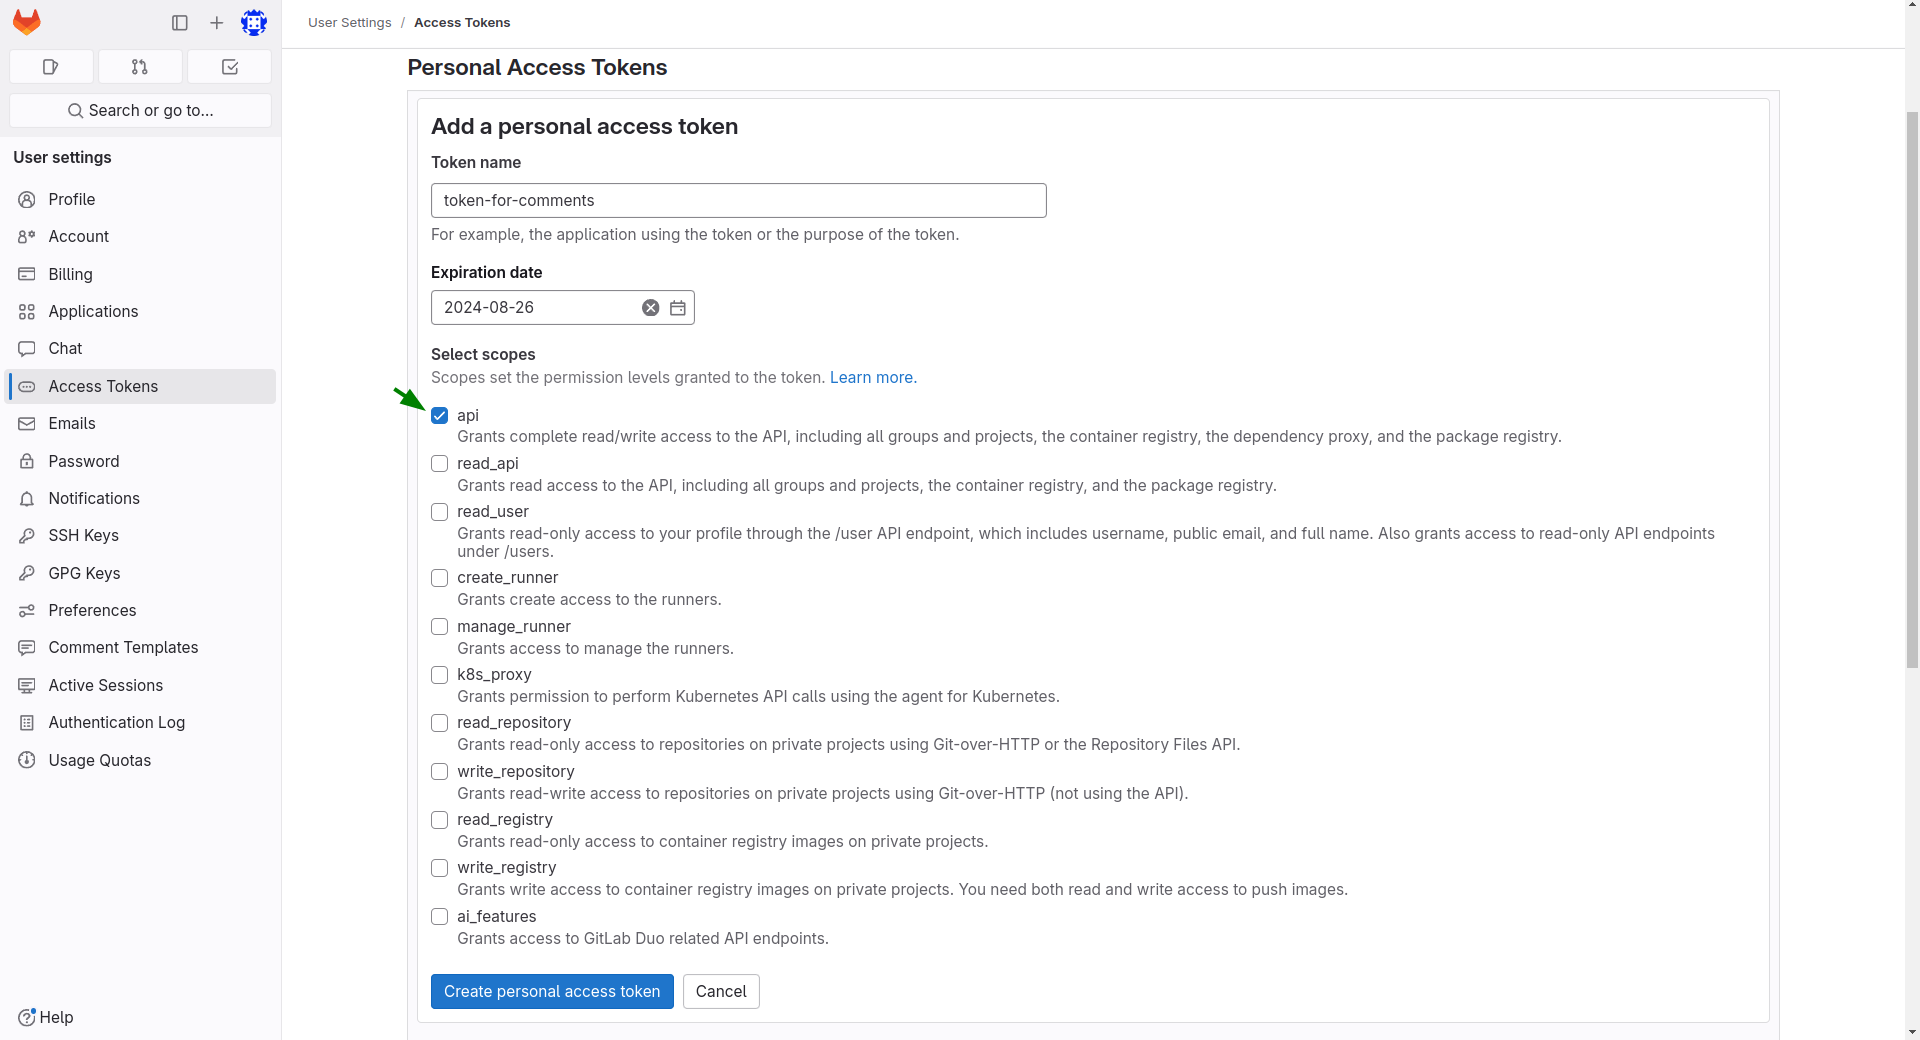 User Settings / Access Tokens
Search or go to...
User settings
Profile
Account
Billing
Applications
Chat
Access Tokens
Emails
Password
Notifications
SSH Keys
GPG Keys
Preferences
Comment Templates
Active Sessions
Authentication Log
Usage Quotas
Help
Personal Access Tokens
Add a personal access token
Token name
token-for-comments
For example, the application using the token or the purpose of the token.
Expiration date
2024-08-26
Select scopes
Scopes set the permission levels granted to the token. Learn more.
api
Grants complete read/write access to the API, including all groups and projects, the container registry, the dependency proxy, and the package registry.
read_api
Grants read access to the API, including all groups and projects, the container registry, and the package registry.
read_user
Grants read-only access to your profile through the /user API endpoint, which includes username, public email, and full name. Also grants access to read-only API endpoints
under /users.
create_runner
Grants create access to the runners.
manage_runner
Grants access to manage the runners.
k8s_proxy
Grants permission to perform Kubernetes API calls using the agent for Kubernetes.
read_repository
Grants read-only access to repositories on private projects using Git-over-HTTP or the Repository Files API.
write_repository
Grants read-write access to repositories on private projects using Git-over-HTTP (not using the API).
read_registry
Grants read-only access to container registry images on private projects.
write_registry
Grants write access to container registry images on private projects. You need both read and write access to push images.
ai_features
Grants access to GitLab Duo related API endpoints.
Create personal access token
Cancel